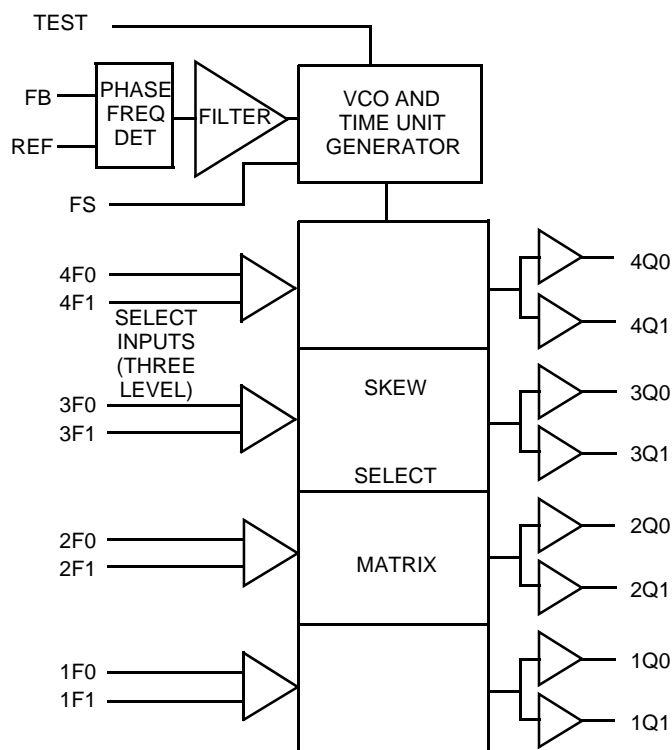 TEST
FB
REF
PHASE
FREQ
DET
FILTER
VCO AND
TIME UNIT
GENERATOR
FS
4F0
4F1
SELECT
INPUTS
(THREE
LEVEL)
3F0
3F1
2F0
2F1
1F0
1F1
SKEW
SELECT
MATRIX
4Q0
4Q1
3Q0
3Q1
2Q0
2Q1
1Q0
1Q1